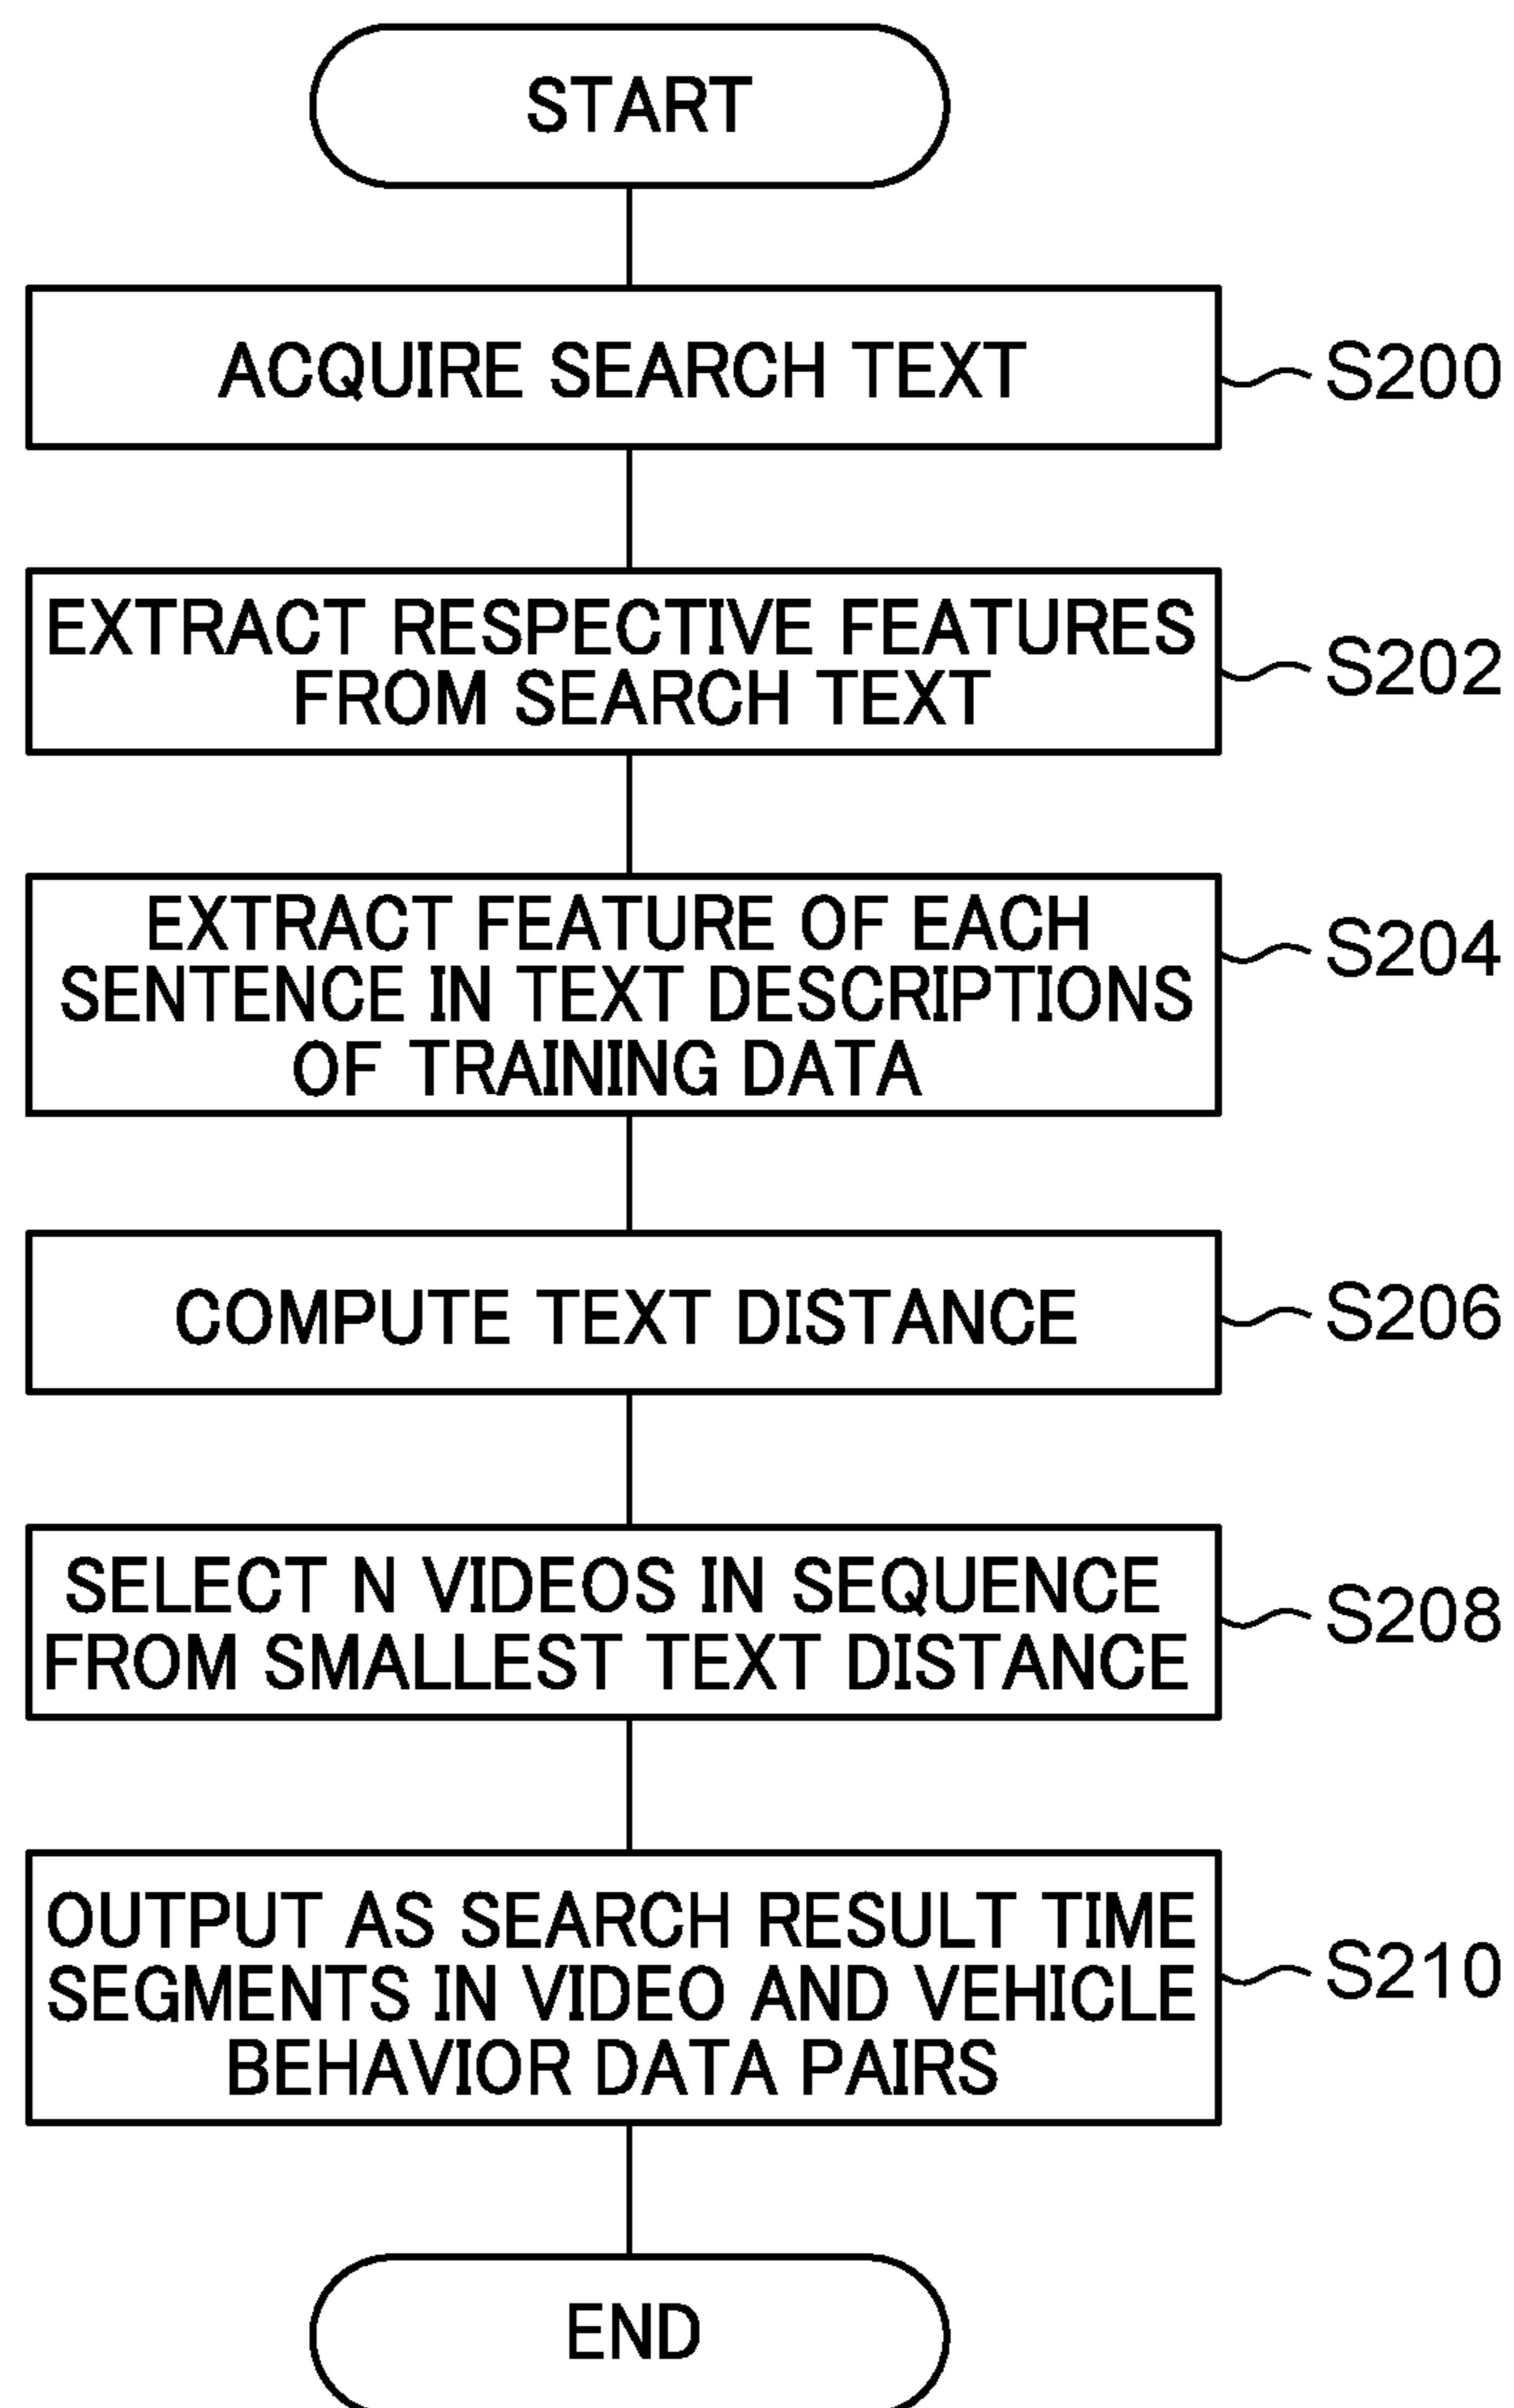 START
ACQUIRE SEARCH TEXT
S200
EXTRACT RESPECTIVE FEATURES
FROM SEARCH TEXT
S202
EXTRACT FEATURE OF EACH
SENTENCE IN TEXT DESCRIPTIONS
OF TRAINING DATA
S204
COMPUTE TEXT DISTANCE
S206
SELECT N VIDEOS IN SEQUENCE
FROM SMALLEST TEXT DISTANCE
S208
OUTPUT AS SEARCH RESULT TIME
SEGMENTS IN VIDEO AND VEHICLE
BEHAVIOR DATA PAIRS
S210
END